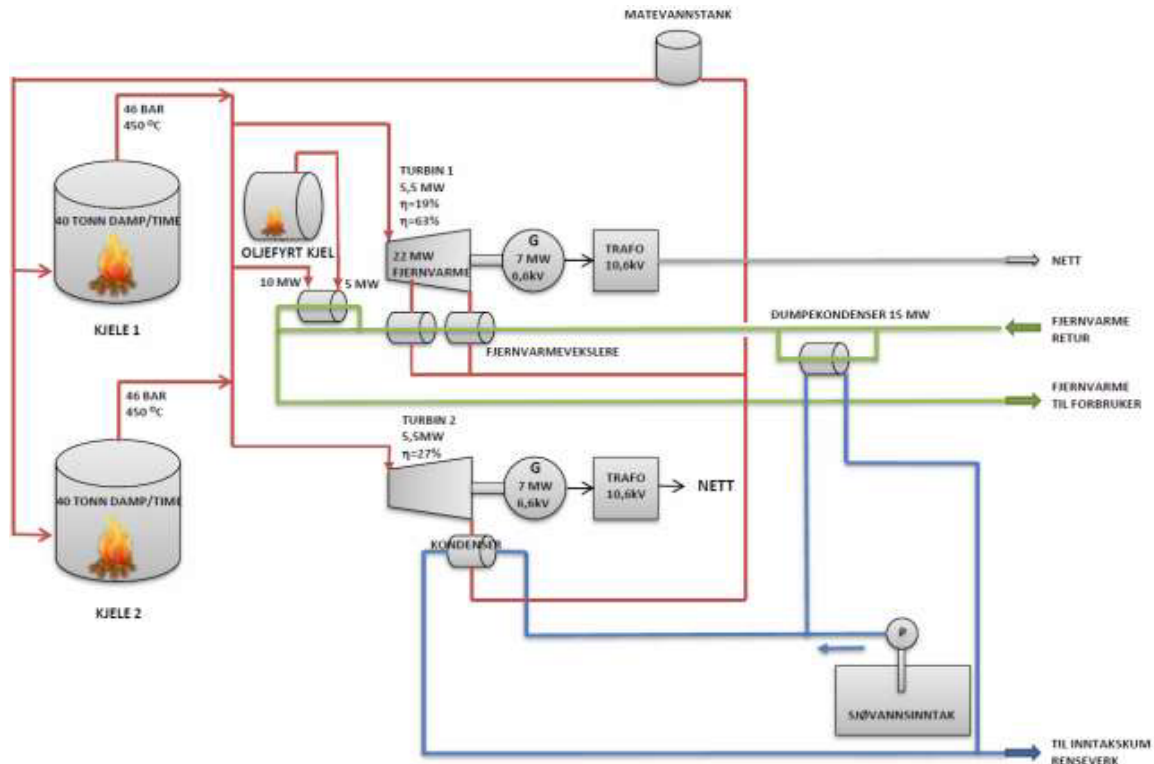 MATEVANNSTANK
46 BAR
450 ⁰C
40 TONN DAMP/TIME
KJELE 1
OLJEFYRT KJEL
10 MW
5 MW
TURBIN 1
5,5 MW
η=19%
η=63%
22 MW
FJERNVARME
G
7 MW
6,6kV
TRAFO
10,6kV
NETT
DUMPEKONDENSER 15 MW
FJERNVARME
RETUR
FJERNVARMEVEKSLERE
FJERNVARME
TIL FORBRUKER
46 BAR
450 ⁰C
40 TONN DAMP/TIME
KJELE 2
TURBIN 2
5,5MW
η=27%
G
7 MW
6,6kV
TRAFO
10,6kV
NETT
KONDENSER
P
SJØVANNSINNTAK
TIL INNTAKSKUM
RENSEVERK